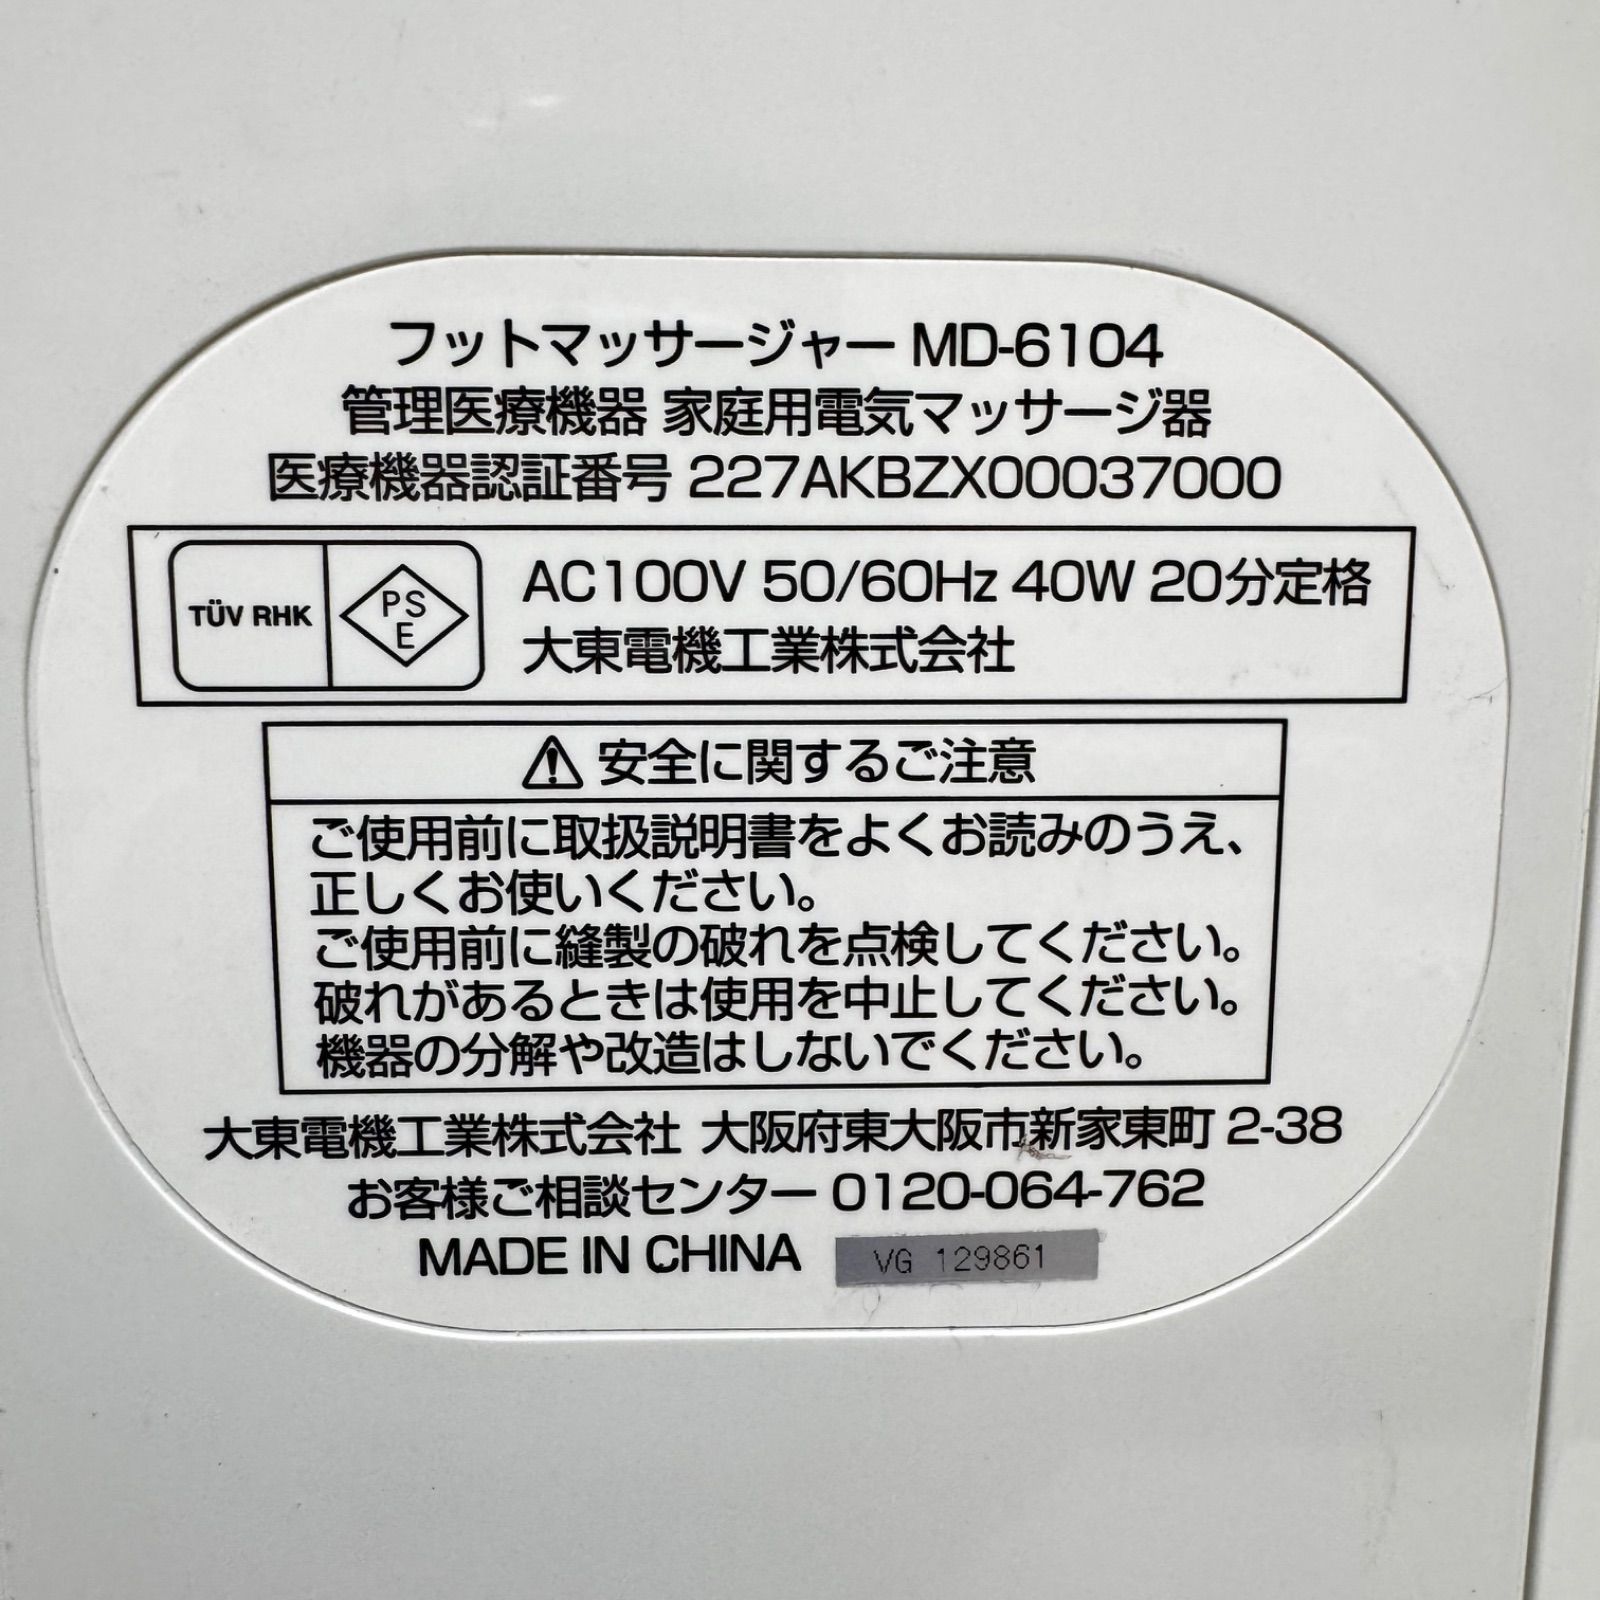 フットマッサージャー MD-6104
管理医療機器 家庭用電気マッサージ器
医療機器認証番号 227AKBZX00037000
TÜV RHK
PS
E
AC100V 50/60Hz 40W 20分定格
大東電機工業株式会社
安全に関するご注意
ご使用前に取扱説明書をよくお読みのうえ、
正しくお使いください。
ご使用前に縫製の破れを点検してください。
破れがあるときは使用を中止してください。
機器の分解や改造はしないでください。
大東電機工業株式会社 大阪府東大阪市新家東町 2-38
お客様ご相談センター 0120-064-762
MADE IN CHINA VG 129861